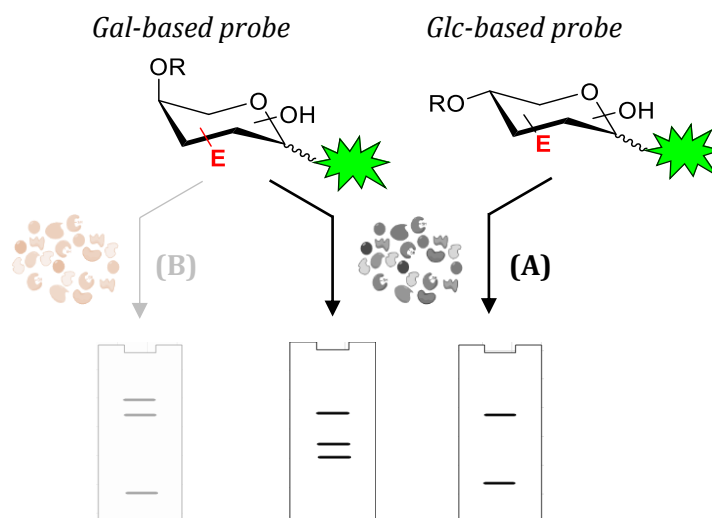 Gal-based probe
Glc-based probe
OR
O
OH
E
RO
O
OH
E
(B)
(A)